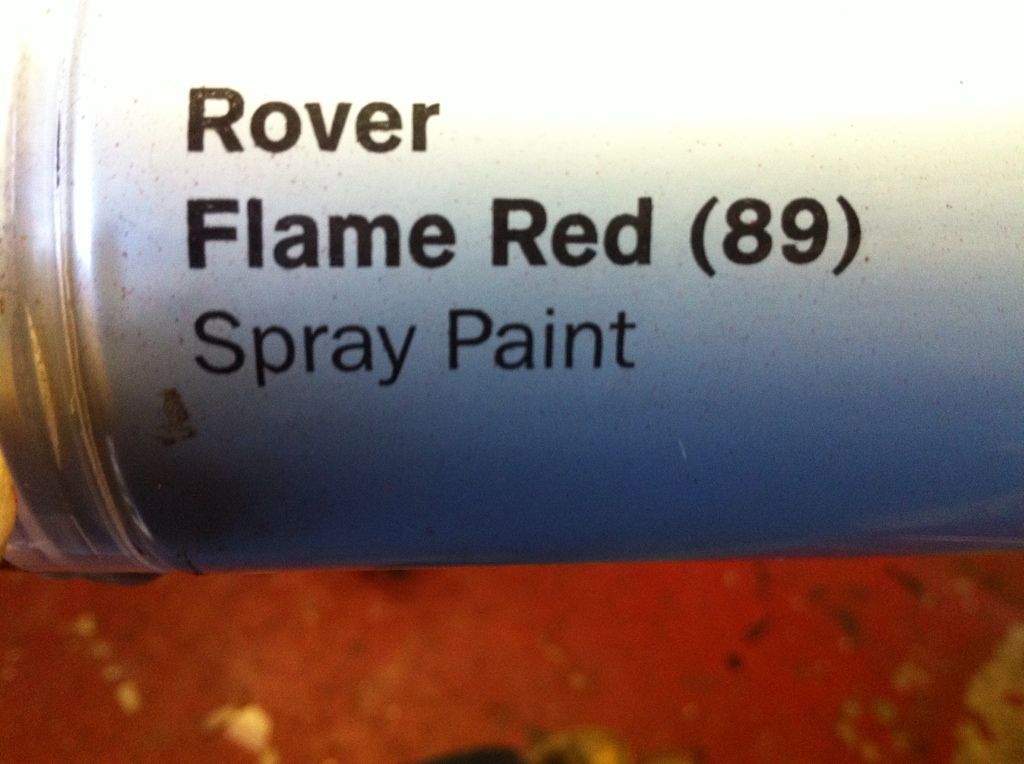 Rover
Flame Red (89)
Spray Paint